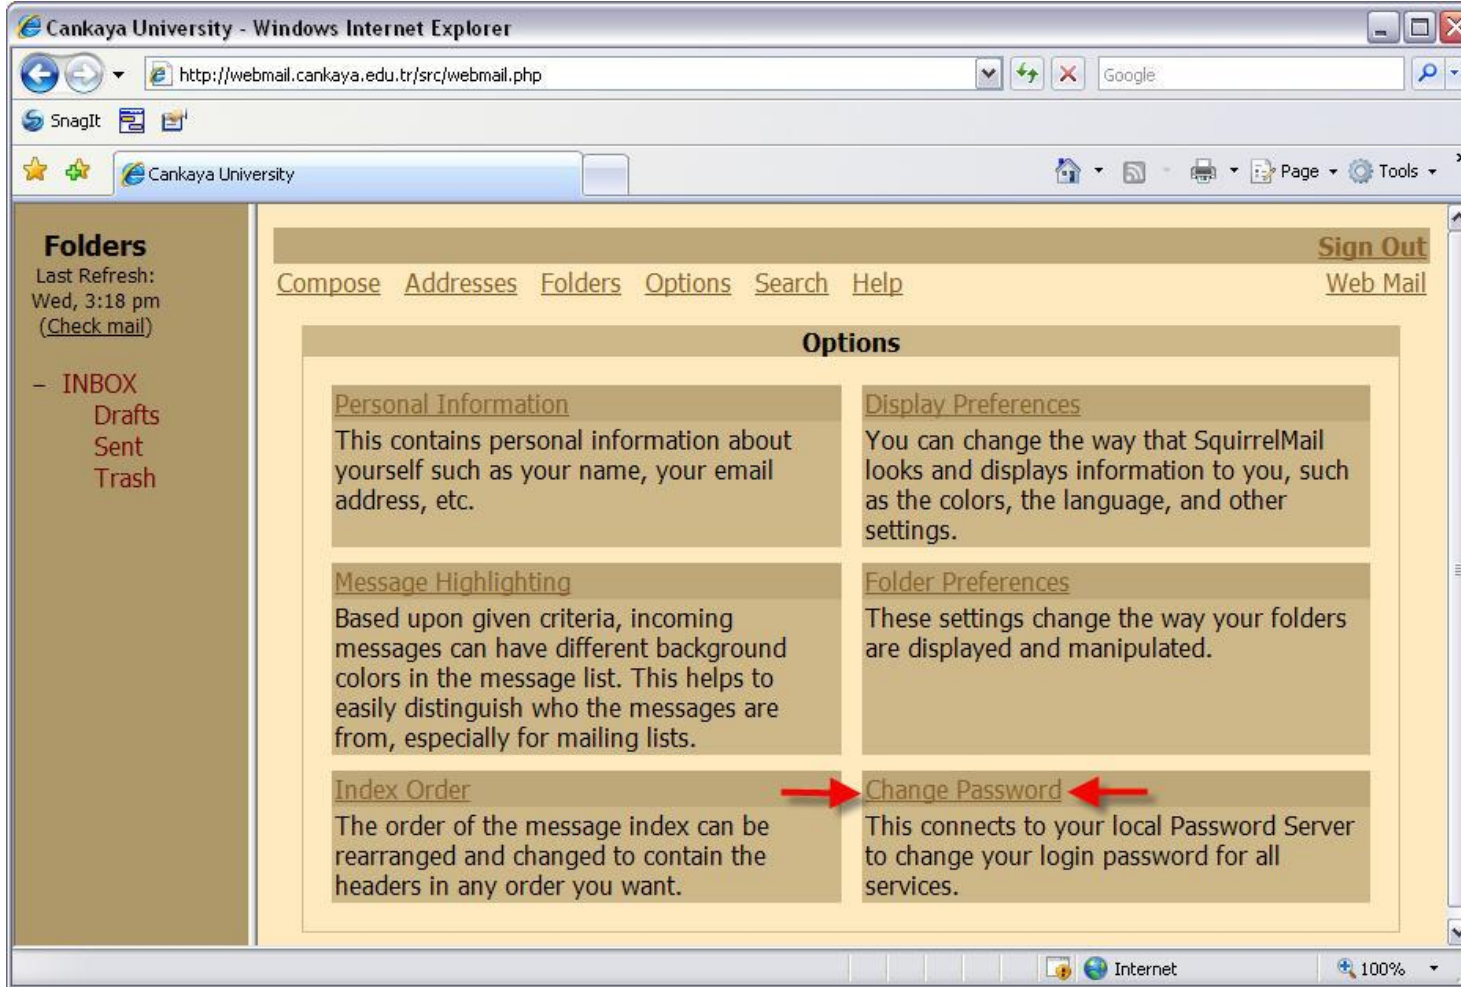 Cankaya University - Windows Internet Explorer
http://webmail.cankaya.edu.tr/src/webmail.php
Google
SnagIt
Cankaya University
Page
Tools
Folders
Last Refresh:
Wed, 3:18 pm
(Check mail)
– INBOX
Drafts
Sent
Trash
Sign Out
Compose Addresses Folders Options Search Help Web Mail
Options
Personal Information
This contains personal information about
yourself such as your name, your email
address, etc.
Display Preferences
You can change the way that SquirrelMail
looks and displays information to you, such
as the colors, the language, and other
settings.
Message Highlighting
Based upon given criteria, incoming
messages can have different background
colors in the message list. This helps to
easily distinguish who the messages are
from, especially for mailing lists.
Folder Preferences
These settings change the way your folders
are displayed and manipulated.
Index Order
The order of the message index can be
rearranged and changed to contain the
headers in any order you want.
Change Password
This connects to your local Password Server
to change your login password for all
services.
Internet
100%